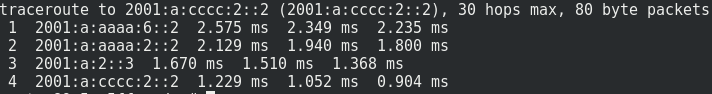 traceroute to 2001:a:cccc:2::2 (2001:a:cccc:2::2), 30 hops max, 80 byte packets
1 2001:a:aaaa:6::2 2.575 ms 2.349 ms 2.235 ms
2 2001:a:aaaa:2::2 2.129 ms 1.940 ms 1.800 ms
3 2001:a:2::3 1.670 ms 1.510 ms 1.368 ms
4 2001:a:cccc:2::2 1.229 ms 1.052 ms 0.904 ms